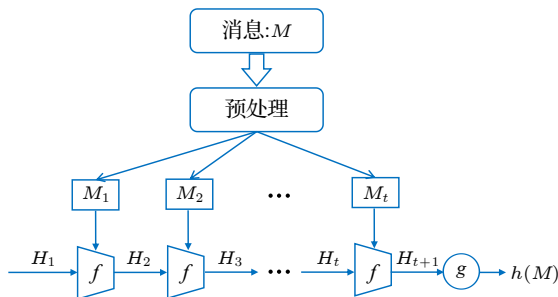 消息:M
预处理
M₁ M₂ ··· Mₜ
H₁ f H₂ f H₃ ··· Hₜ f Hₜ₊₁ g h(M)